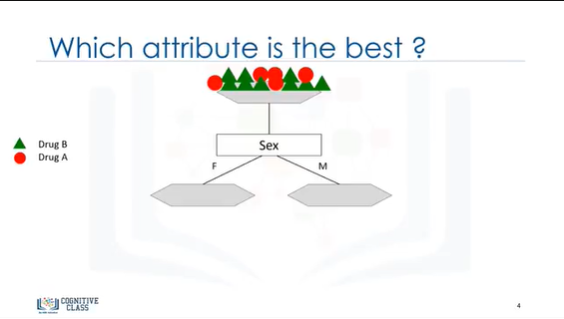 Which attribute is the best ?
Drug B
Drug A
Sex
F
M
COGNITIVE
CLASS
4